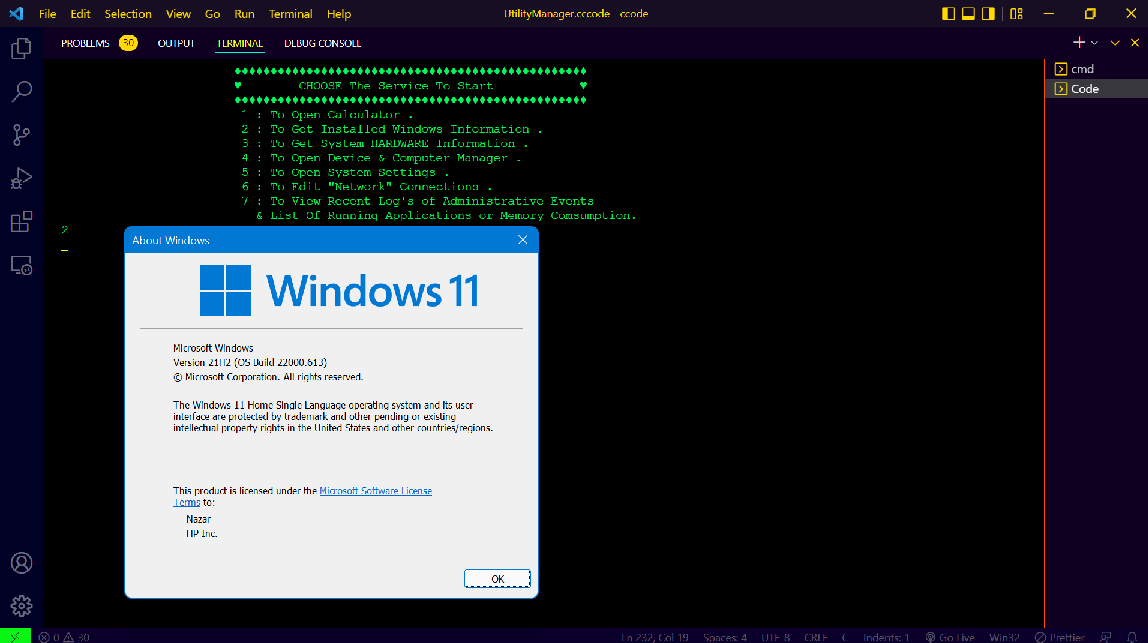 File Edit Selection View Go Run Terminal Help UtilityManager.cccode - ccode
PROBLEMS 30 OUTPUT TERMINAL DEBUG CONSOLE
cmd
Code
♦♦♦♦♦♦♦♦♦♦♦♦♦♦♦♦♦♦♦♦♦♦♦♦♦♦♦♦♦♦♦♦♦♦♦♦♦♦♦♦♦♦♦♦♦♦♦♦♦
♥ CHOOSE The Service To Start ♥
♦♦♦♦♦♦♦♦♦♦♦♦♦♦♦♦♦♦♦♦♦♦♦♦♦♦♦♦♦♦♦♦♦♦♦♦♦♦♦♦♦♦♦♦♦♦♦♦♦
1 : To Open Calculator .
2 : To Get Installed Windows Information .
3 : To Get System HARDWARE Information .
4 : To Open Device & Computer Manager .
5 : To Open System Settings .
6 : To Edit "Network" Connections .
7 : To View Recent Log's of Administrative Events
& List Of Running Applications or Memory Comsumption.
2
About Windows
Windows 11
Microsoft Windows
Version 21H2 (OS Build 22000.613)
© Microsoft Corporation. All rights reserved.
The Windows 11 Home Single Language operating system and its user
interface are protected by trademark and other pending or existing
intellectual property rights in the United States and other countries/regions.
This product is licensed under the Microsoft Software License
Terms to:
Nazar
HP Inc.
OK
0 30 Ln 232, Col 19 Spaces: 4 UTF-8 CRLF C Indents: 1 Go Live Win32 Prettier